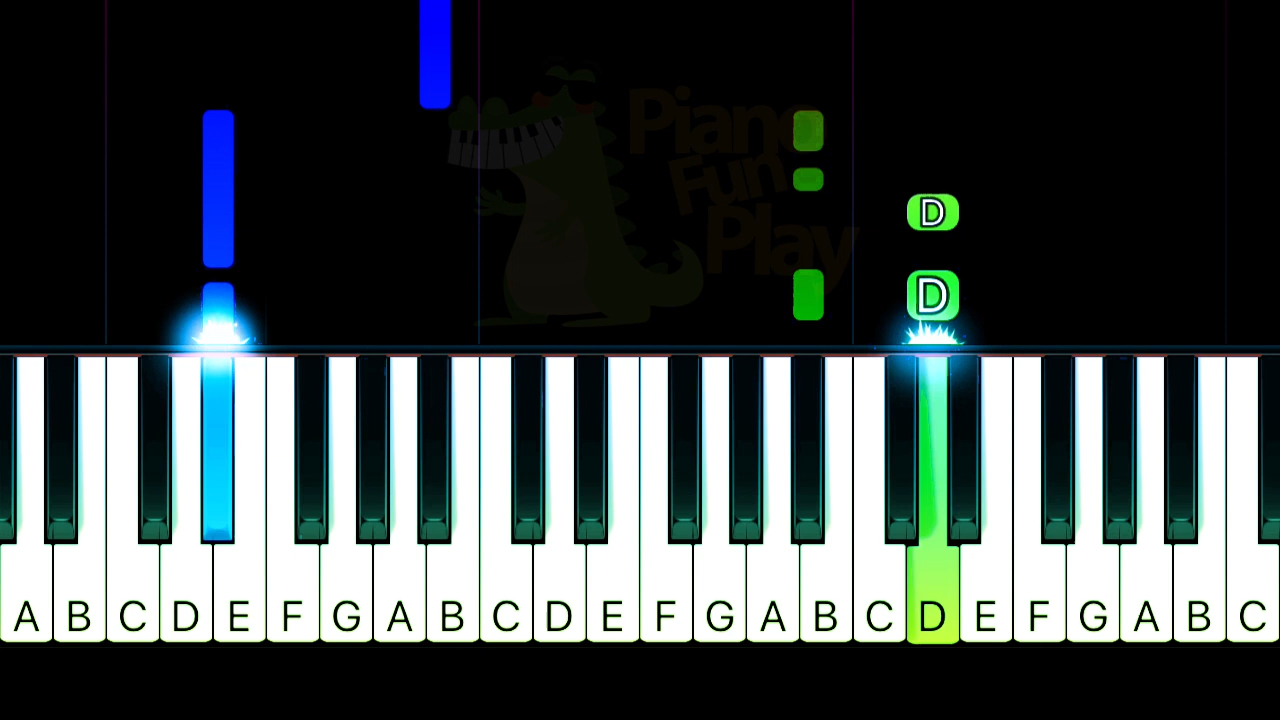 Piano
Fun
Play
D
D
A B C D E F G A B C D E F G A B C D E F G A B C